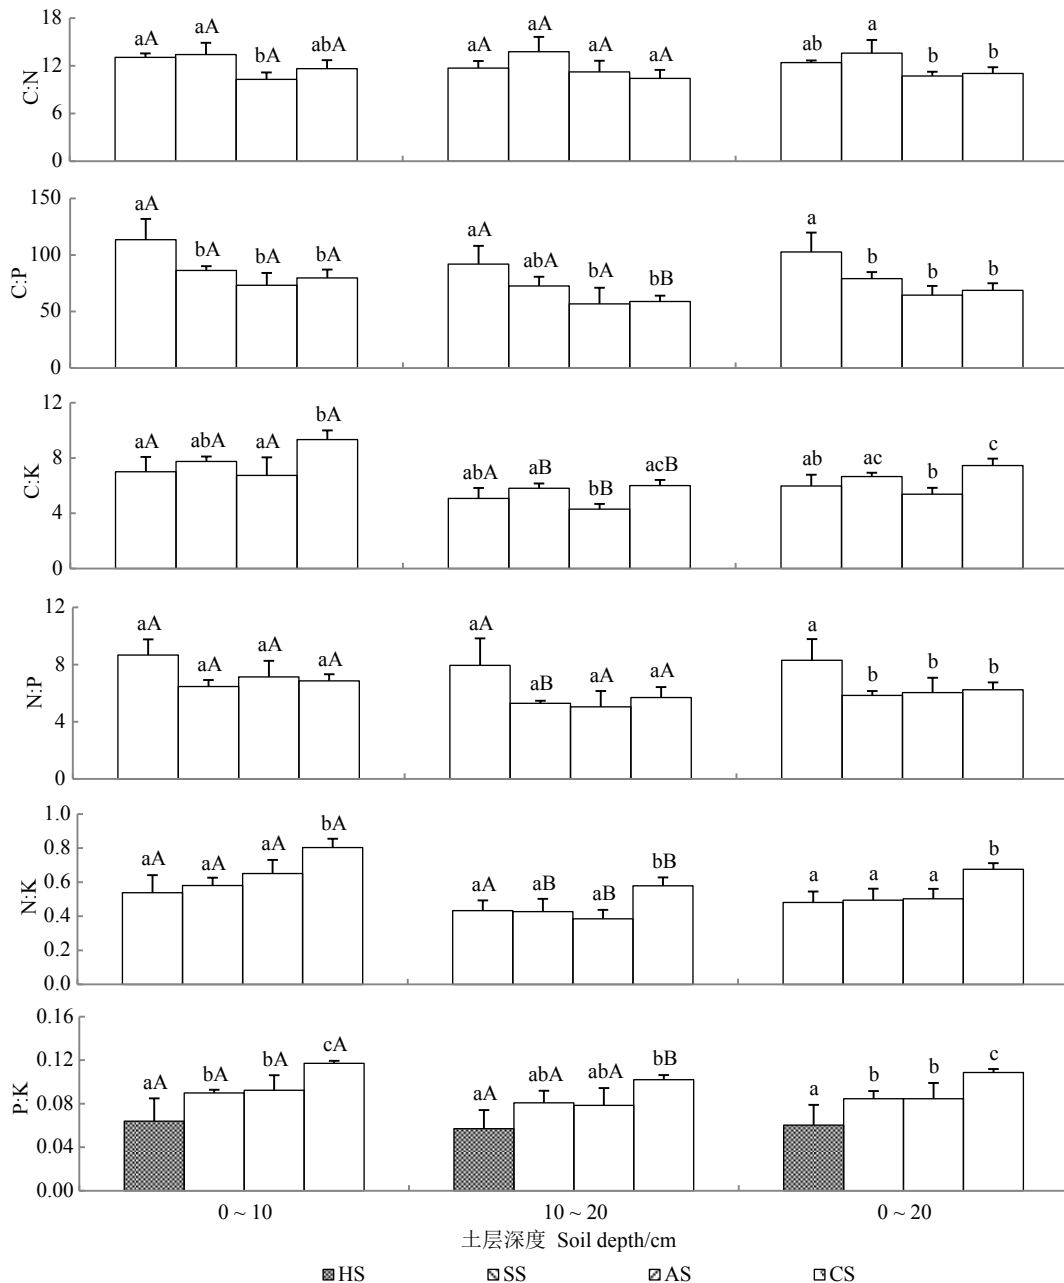 18
12
6
0
C:N
aA aA bA abA aA aA aA aA ab a b b
150
100
50
0
C:P
aA bA bA bA aA abA bA bB a b b b
12
8
4
0
C:K
aA abA aA bA abA aB bB acB ab ac b c
12
8
4
0
N:P
aA aA aA aA aA aB aA aA a b b b
1.0
0.8
0.6
0.4
0.2
0.0
N:K
aA aA aA bA aA aB aB bB a a a b
0.16
0.12
0.08
0.04
0.00
P:K
aA bA bA cA aA abA abA bB a b b c
0 ~ 10 10 ~ 20 0 ~ 20
土层深度 Soil depth/cm
HS SS AS CS